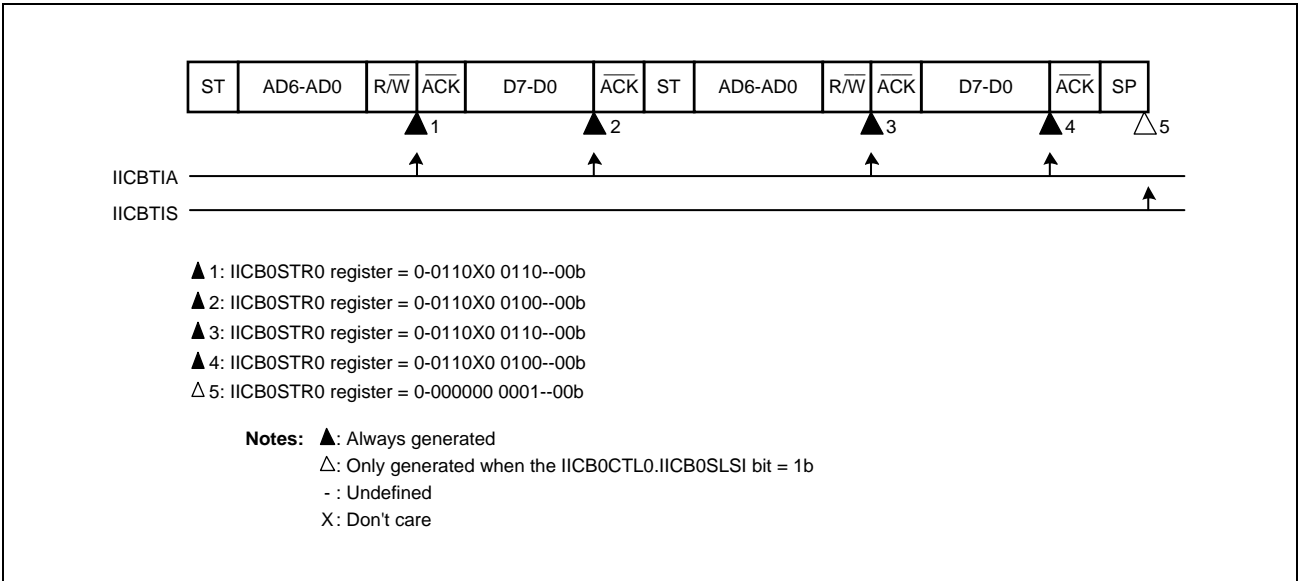 ST AD6-AD0 R/W ACK D7-D0 ACK ST AD6-AD0 R/W ACK D7-D0 ACK SP
▲1 ▲2 ▲3 ▲4 △5
IICBTIA
IICBTIS
▲ 1: IICB0STR0 register = 0-0110X0 0110--00b
▲ 2: IICB0STR0 register = 0-0110X0 0100--00b
▲ 3: IICB0STR0 register = 0-0110X0 0110--00b
▲ 4: IICB0STR0 register = 0-0110X0 0100--00b
△ 5: IICB0STR0 register = 0-000000 0001--00b
Notes: ▲: Always generated
△: Only generated when the IICB0CTL0.IICB0SLSI bit = 1b
- : Undefined
X : Don't care